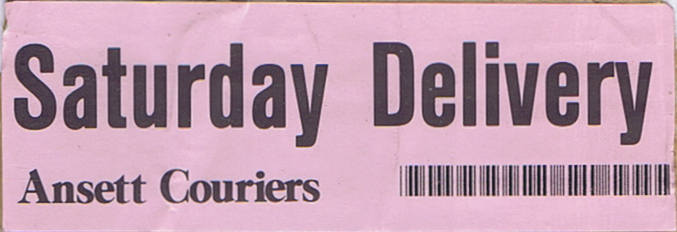 Saturday Delivery
Ansett Couriers